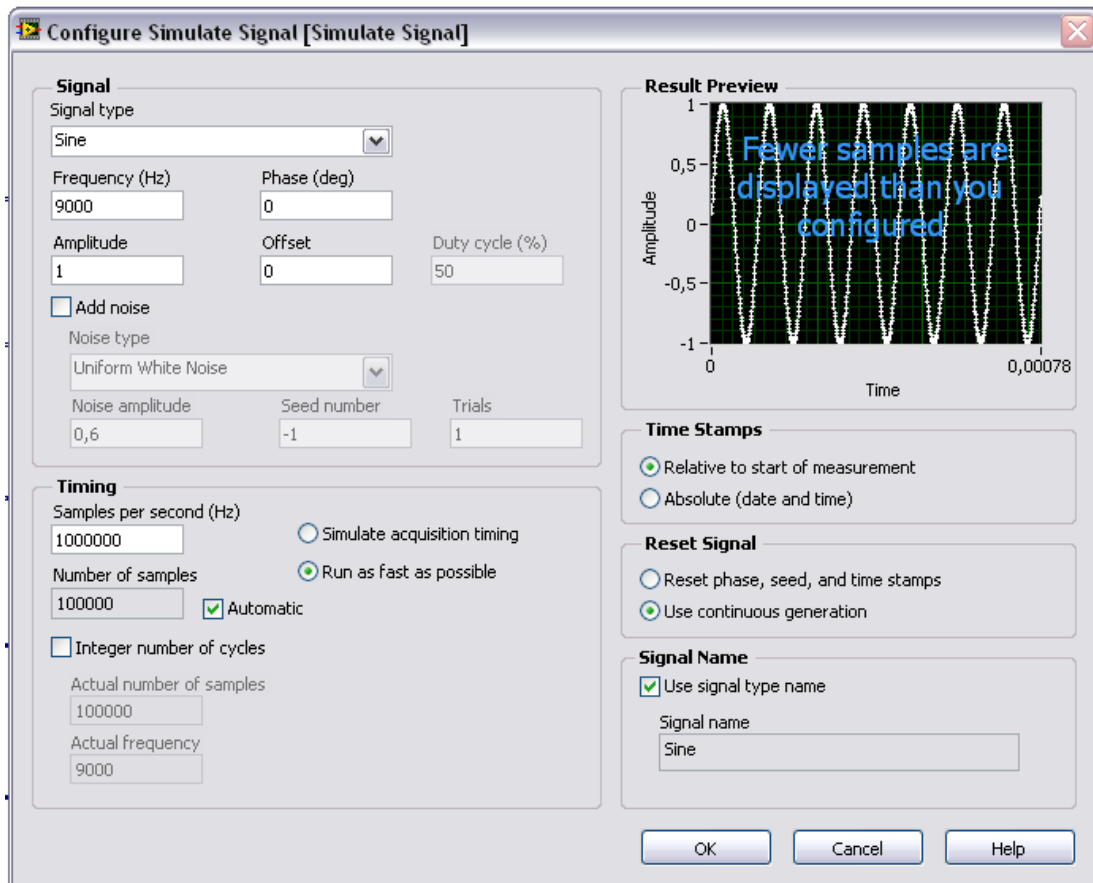 Configure Simulate Signal [Simulate Signal]
Signal
Signal type
Sine
Frequency (Hz) Phase (deg)
9000 0
Amplitude Offset Duty cycle (%)
1 0 50
Add noise
Noise type
Uniform White Noise
Noise amplitude Seed number Trials
0,6 -1 1
Timing
Samples per second (Hz)
1000000
Simulate acquisition timing
Number of samples
Run as fast as possible
100000
Automatic
Integer number of cycles
Actual number of samples
100000
Actual frequency
9000
Result Preview
1
0,5
0
-0,5
-1
Amplitude
Fewer samples are
displayed than you
configured
0 0,00078
Time
Time Stamps
Relative to start of measurement
Absolute (date and time)
Reset Signal
Reset phase, seed, and time stamps
Use continuous generation
Signal Name
Use signal type name
Signal name
Sine
OK Cancel Help